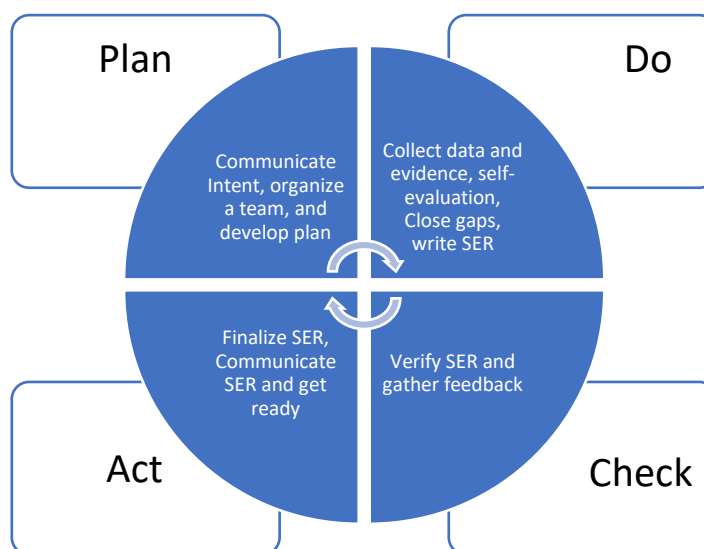 Plan
Communicate
Intent, organize
a team, and
develop plan
Do
Collect data and
evidence, self-
evaluation,
Close gaps,
write SER
Finalize SER,
Communicate
SER and get
ready
Act
Verify SER and
gather feedback
Check